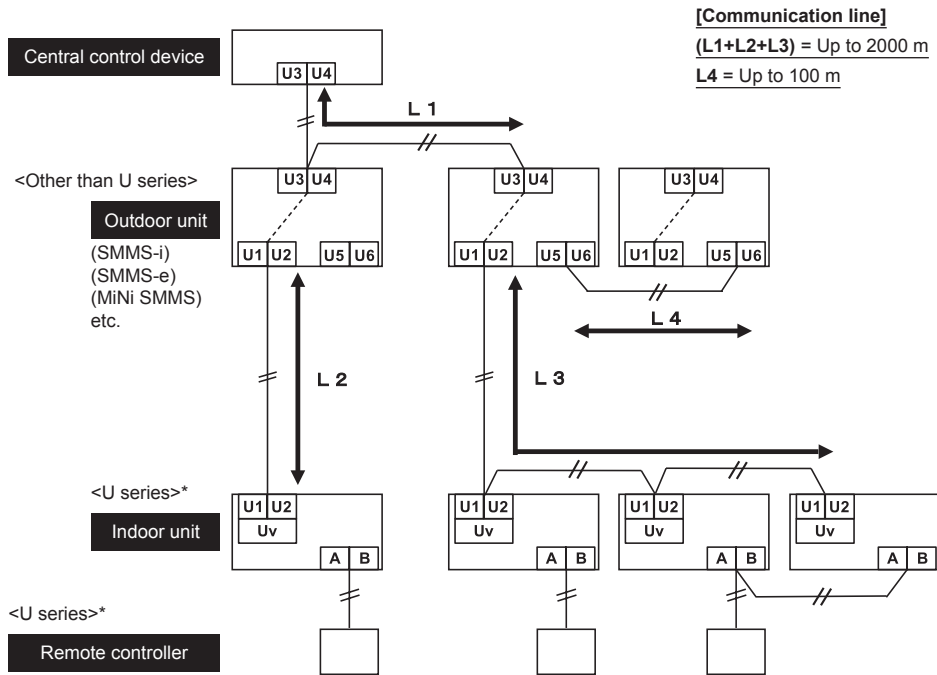 [Communication line]
(L1+L2+L3) = Up to 2000 m
L4 = Up to 100 m
Central control device
U3 U4
L 1
<Other than U series>
U3 U4
U3 U4
U3 U4
Outdoor unit
(SMMS-i)
(SMMS-e)
(MiNi SMMS)
etc.
U1 U2 U5 U6
U1 U2 U5 U6
U1 U2 U5 U6
L 4
L 2
L 3
<U series>*
Indoor unit
U1 U2
Uv
A B
U1 U2
Uv
A B
U1 U2
Uv
A B
U1 U2
Uv
A B
<U series>*
Remote controller